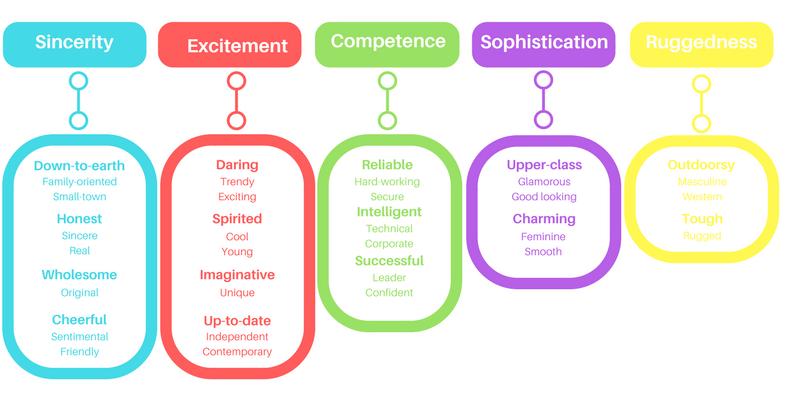 Sincerity
Down-to-earth
Family-oriented
Small-town
Honest
Sincere
Real
Wholesome
Original
Cheerful
Sentimental
Friendly
Excitement
Daring
Trendy
Exciting
Spirited
Cool
Young
Imaginative
Unique
Up-to-date
Independent
Contemporary
Competence
Reliable
Hard-working
Secure
Intelligent
Technical
Corporate
Successful
Leader
Confident
Sophistication
Upper-class
Glamorous
Good looking
Charming
Feminine
Smooth
Ruggedness
Outdoorsy
Masculine
Western
Tough
Rugged